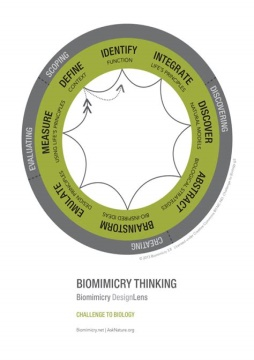 SCOPING
DISCOVERING
CREATING
EVALUATING
IDENTIFY
FUNCTION
INTEGRATE
LIFE'S PRINCIPLES
DISCOVER
NATURAL MODELS
ABSTRACT
BIOLOGICAL STRATEGIES
BRAINSTORM
BIO-INSPIRED IDEAS
EMULATE
DESIGN PRINCIPLES
MEASURE
USING LIFE'S PRINCIPLES
DEFINE
CONTEXT
BIOMIMICRY THINKING
Biomimicry DesignLens
CHALLENGE TO BIOLOGY
Biomimicry.net | AskNature.org